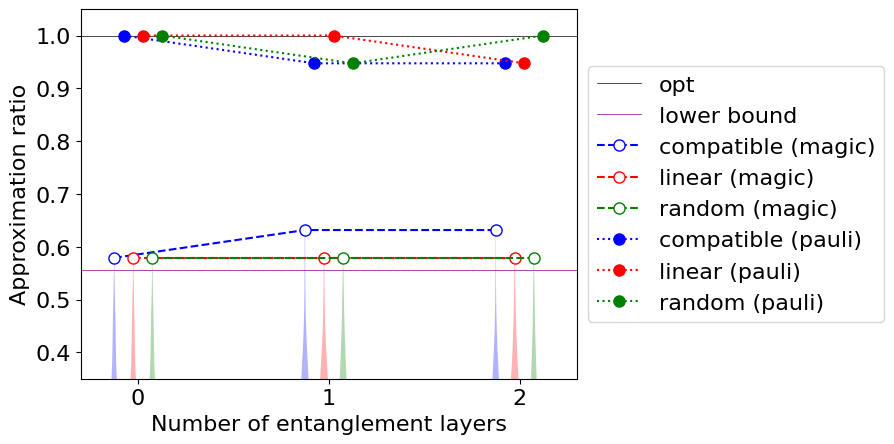 Approximation ratio
1.0
0.9
0.8
0.7
0.6
0.5
0.4
0 1 2
Number of entanglement layers
opt
lower bound
compatible (magic)
linear (magic)
random (magic)
compatible (pauli)
linear (pauli)
random (pauli)